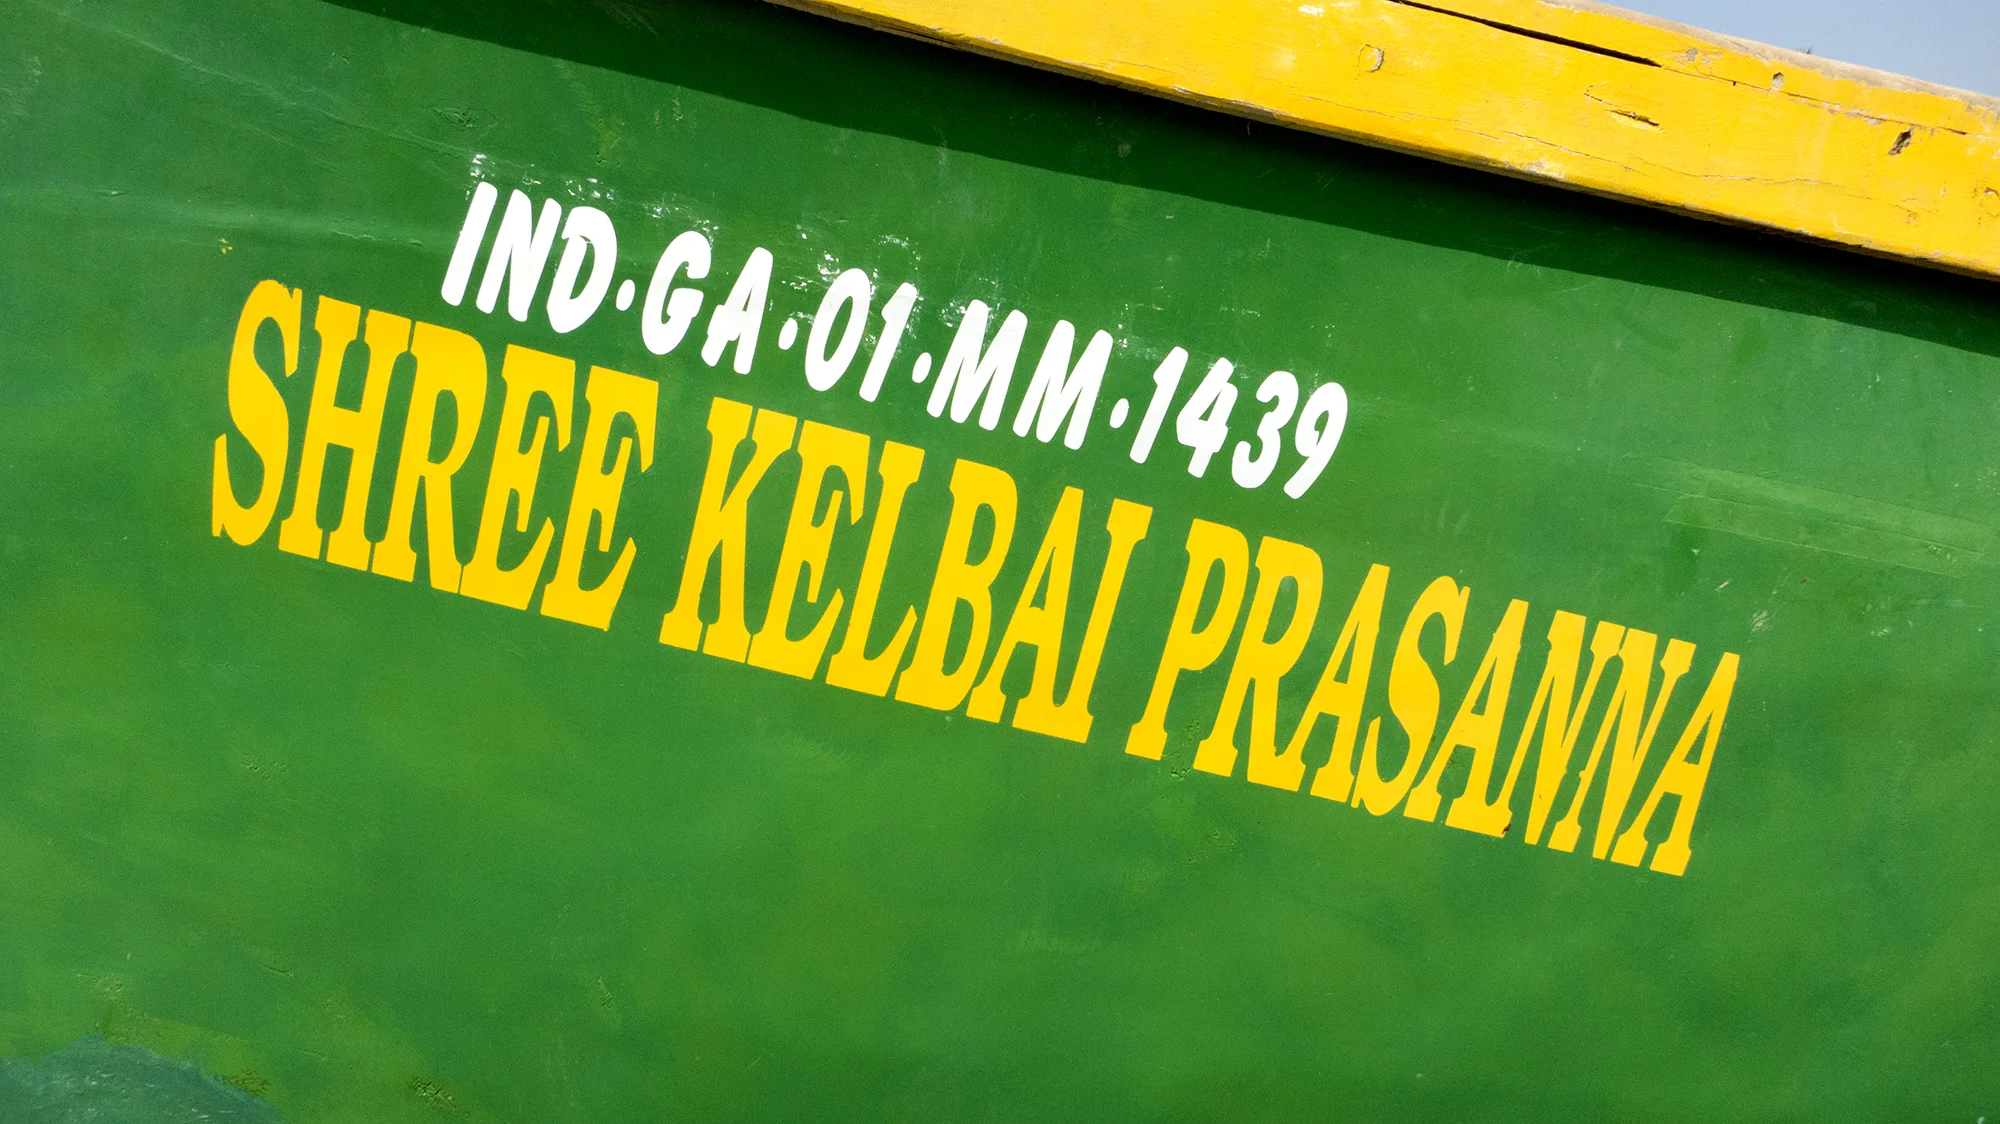 IND·GA·01·MM·1439
SHREE KELBAI PRASANNA